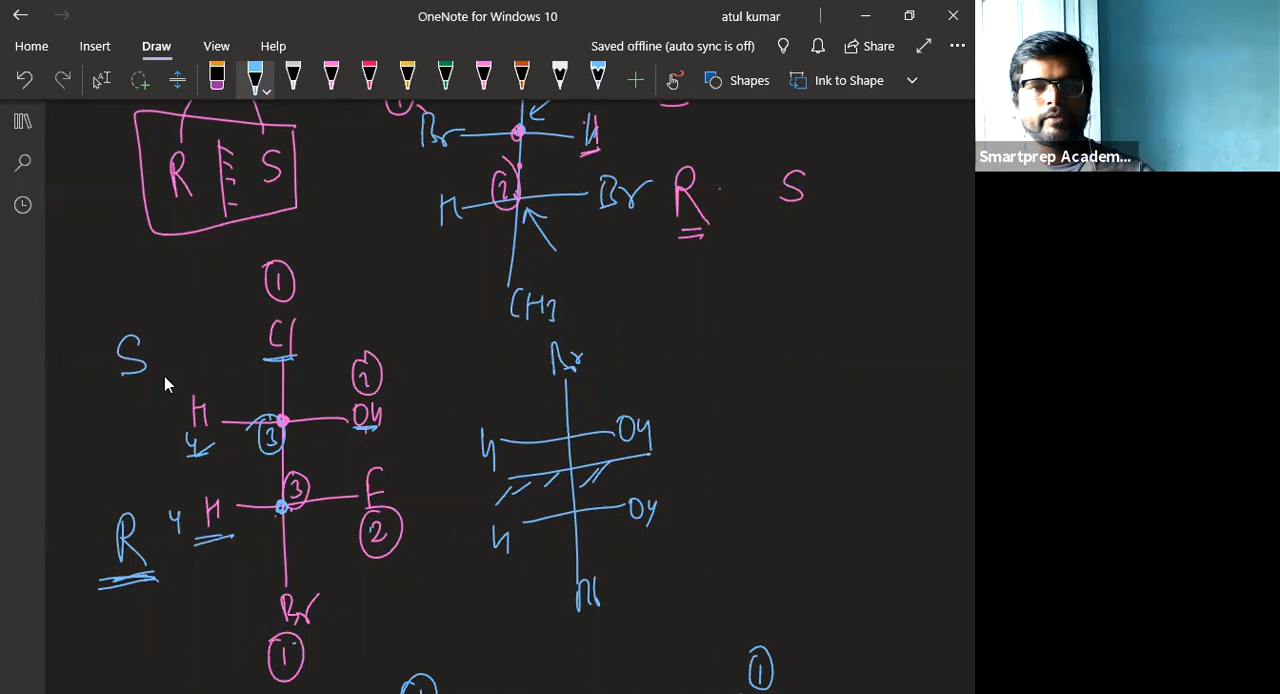 OneNote for Windows 10
atul kumar
Home Insert Draw View Help
Saved offline (auto sync is off)
Share
Shapes
Ink to Shape
Smartprep Academ...
1
Br H
R S
2
H Br R S
CH3
1
Cl
S
2
H OH
4 3
3
4 H F
R 2
Br
1
Br
H OH
H OH
1